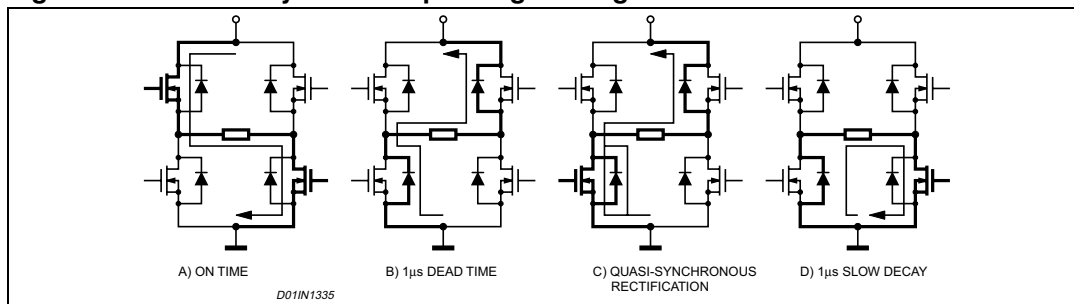 A) ON TIME
B) 1μs DEAD TIME
C) QUASI-SYNCHRONOUS
RECTIFICATION
D) 1μs SLOW DECAY
D01IN1335